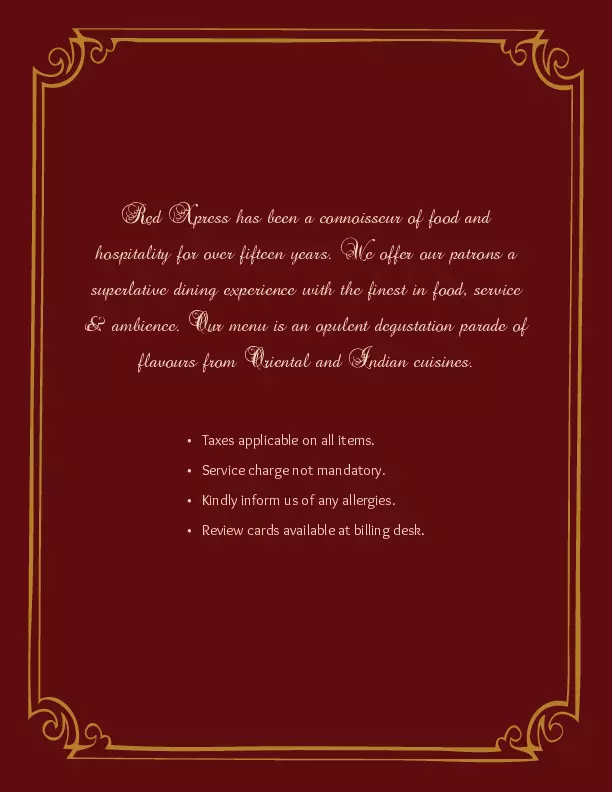 Red Xpress has been a connoisseur of food and
hospitality for over fifteen years. We offer our patrons a
superlative dining experience with the finest in food, service
& ambience. Our menu is an opulent degustation parade of
flavours from Oriental and Indian cuisines.
• Taxes applicable on all items.
• Service charge not mandatory.
• Kindly inform us of any allergies.
• Review cards available at billing desk.